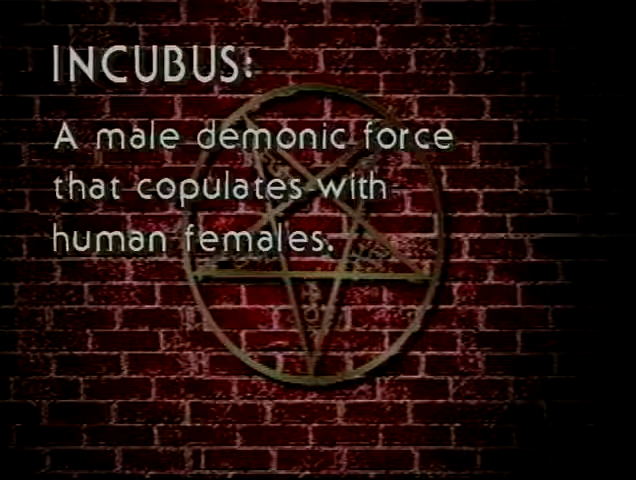 INCUBUS:
A male demonic force
that copulates with
human females.